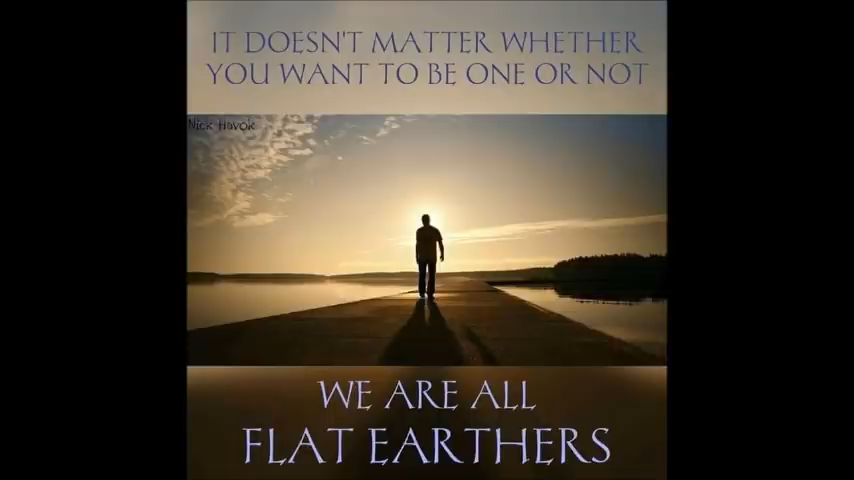 IT DOESN'T MATTER WHETHER
YOU WANT TO BE ONE OR NOT
Nick Havok
WE ARE ALL
FLAT EARTHERS